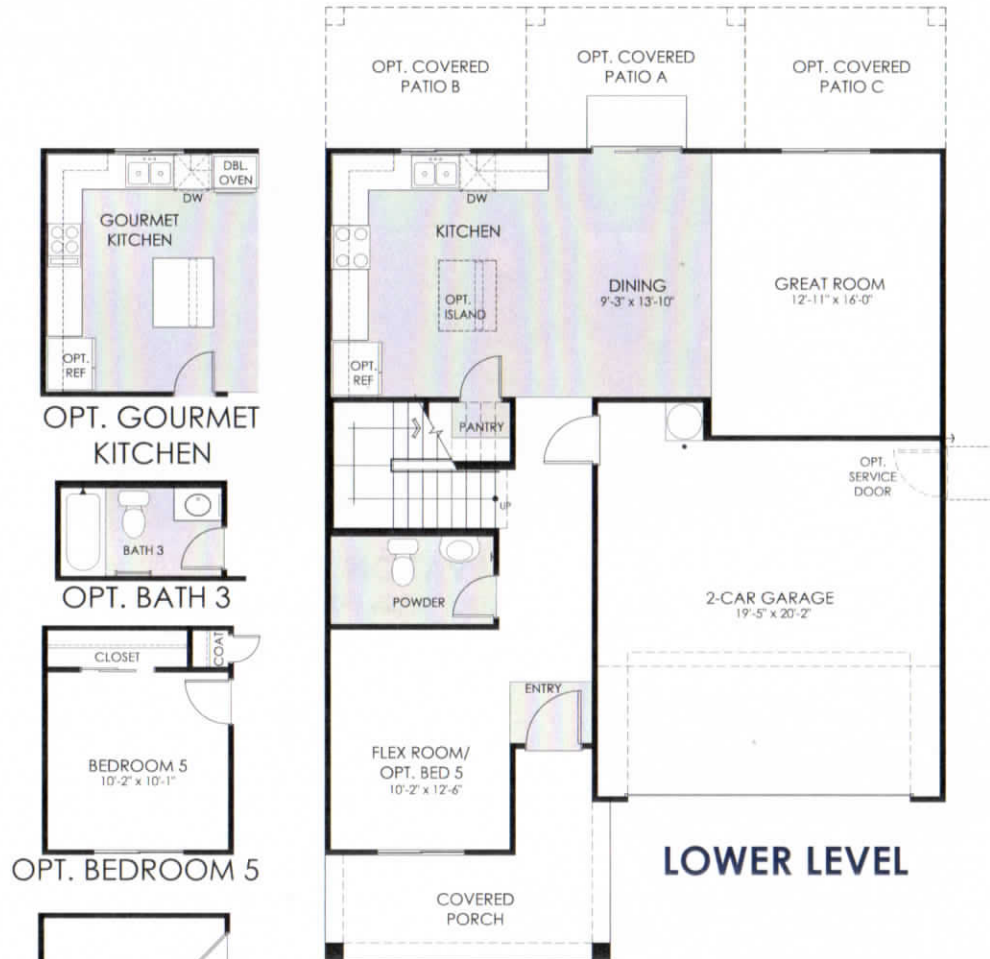 OPT. COVERED
PATIO B
OPT. COVERED
PATIO A
OPT. COVERED
PATIO C
DBL.
OVEN
DW
GOURMET
KITCHEN
OPT.
REF
OPT. GOURMET
KITCHEN
BATH 3
OPT. BATH 3
CLOSET
COAT
BEDROOM 5
10'-2" x 10'-1"
OPT. BEDROOM 5
DW
KITCHEN
OPT.
ISLAND
OPT.
REF
DINING
9'-3" x 13'-10"
GREAT ROOM
12'-11" x 16'-0"
PANTRY
UP
OPT.
SERVICE
DOOR
POWDER
2-CAR GARAGE
19'-5" x 20'-2"
ENTRY
FLEX ROOM/
OPT. BED 5
10'-2" x 12'-6"
COVERED
PORCH
LOWER LEVEL